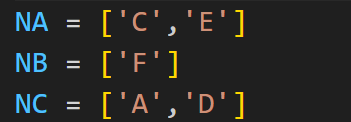 NA = ['C','E']
NB = ['F']
NC = ['A','D']